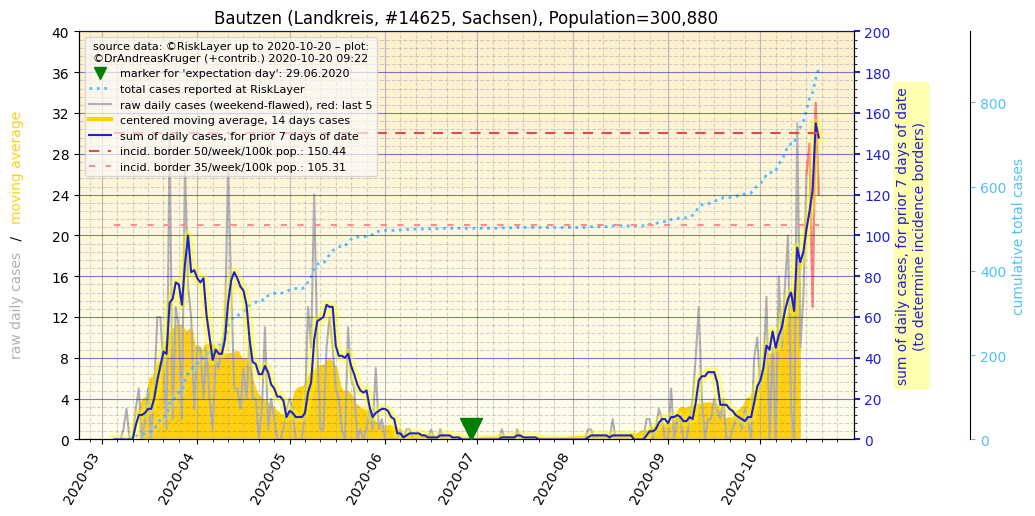 Bautzen (Landkreis, #14625, Sachsen), Population=300,880
source data: ©RiskLayer up to 2020-10-20 – plot:
©DrAndreasKruger (+contrib.) 2020-10-20 09:22
marker for 'expectation day': 29.06.2020
total cases reported at RiskLayer
raw daily cases (weekend-flawed), red: last 5
centered moving average, 14 days cases
sum of daily cases, for prior 7 days of date
incid. border 50/week/100k pop.: 150.44
incid. border 35/week/100k pop.: 105.31
raw daily cases / moving average
40
36
32
28
24
20
16
12
8
4
0
2020-03
2020-04
2020-05
2020-06
2020-07
2020-08
2020-09
2020-10
200
180
160
140
120
100
80
60
40
20
0
sum of daily cases, for prior 7 days of date
(to determine incidence borders)
800
600
400
200
0
cumulative total cases